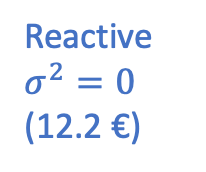 Reactive
σ² = 0
(12.2 €)